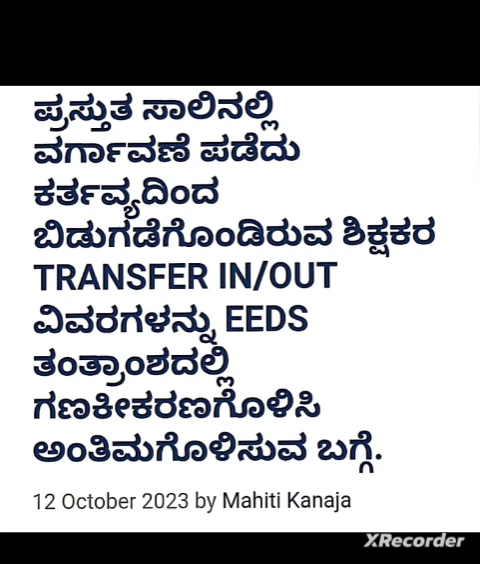 ಪ್ರಸ್ತುತ ಸಾಲಿನಲ್ಲಿ
ವರ್ಗಾವಣೆ ಪಡೆದು
ಕರ್ತವ್ಯದಿಂದ
ಬಿಡುಗಡೆಗೊಂಡಿರುವ ಶಿಕ್ಷಕರ
TRANSFER IN/OUT
ವಿವರಗಳನ್ನು EEDS
ತಂತ್ರಾಂಶದಲ್ಲಿ
ಗಣಕೀಕರಣಗೊಳಿಸಿ
ಅಂತಿಮಗೊಳಿಸುವ ಬಗ್ಗೆ.
12 October 2023 by Mahiti Kanaja
XRecorder